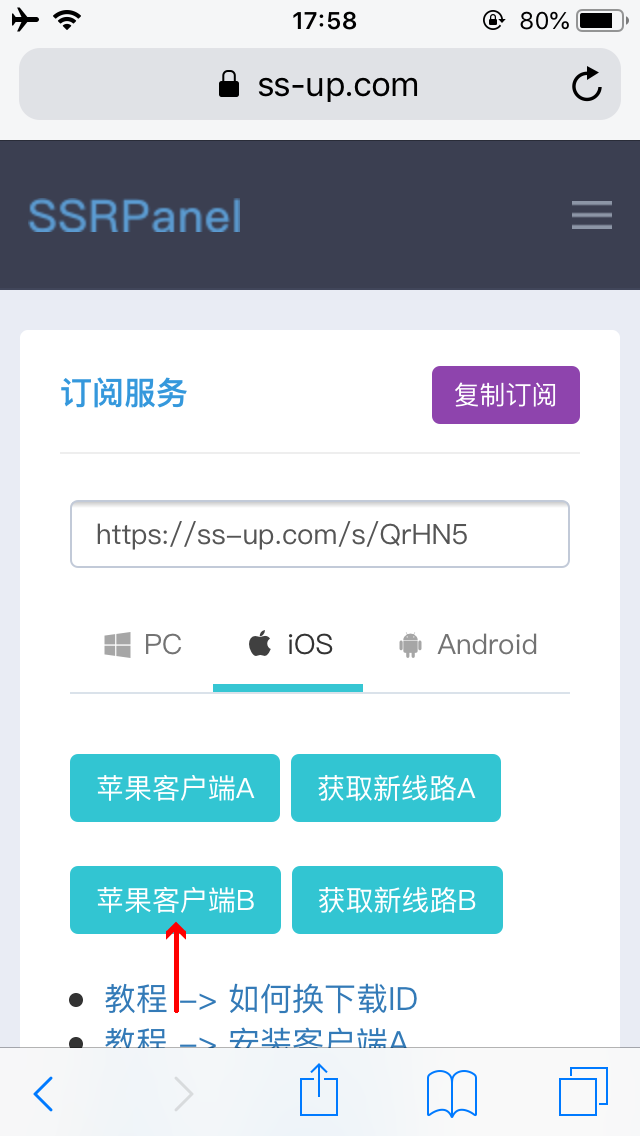 17:58
80%
ss-up.com
SSRPanel
订阅服务
复制订阅
https://ss-up.com/s/QrHN5
PC
iOS
Android
苹果客户端A
获取新线路A
苹果客户端B
获取新线路B
教程 -> 如何换下载ID
教程 -> 安装客户端A